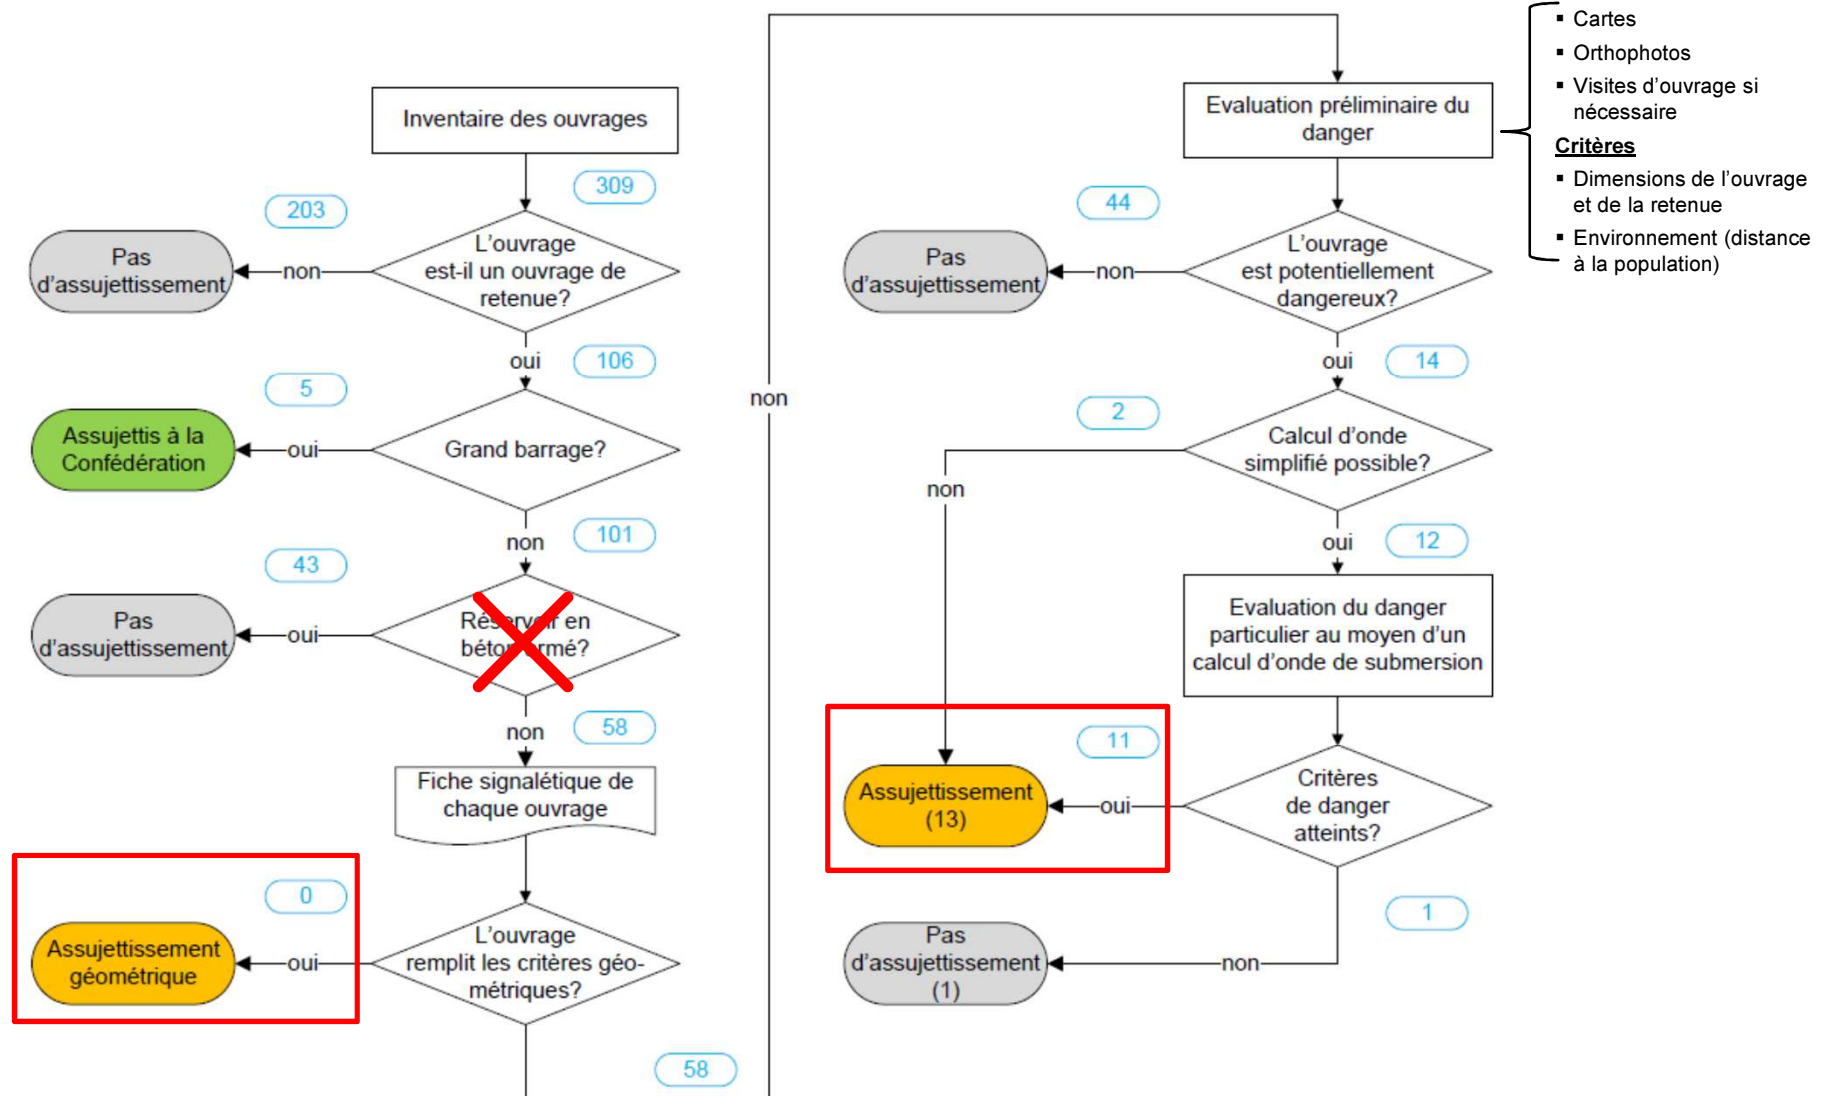 Inventaire des ouvrages
309
203
L'ouvrage
est-il un ouvrage de
retenue?
non
Pas
d'assujettissement
oui
106
5
Grand barrage?
oui
Assujettis à la
Confédération
non
101
43
Réservoir en
béton armé?
oui
Pas
d'assujettissement
non
58
Fiche signalétique de
chaque ouvrage
0
L'ouvrage
remplit les critères géo-
métriques?
oui
Assujettissement
géométrique
58
non
Evaluation préliminaire du
danger
▪ Cartes
▪ Orthophotos
▪ Visites d'ouvrage si
nécessaire
Critères
▪ Dimensions de l'ouvrage
et de la retenue
▪ Environnement (distance
à la population)
44
L'ouvrage
est potentiellement
dangereux?
non
Pas
d'assujettissement
oui
14
2
Calcul d'onde
simplifié possible?
non
oui
12
Evaluation du danger
particulier au moyen d'un
calcul d'onde de submersion
11
Critères
de danger
atteints?
oui
Assujettissement
(13)
1
non
Pas
d'assujettissement
(1)